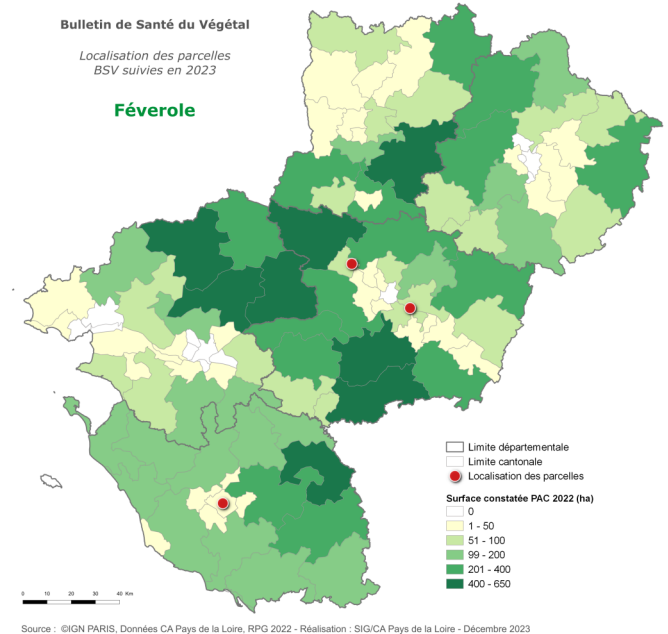 Bulletin de Santé du Végétal
Localisation des parcelles
BSV suivies en 2023
Féverole
Limite départementale
Limite cantonale
Localisation des parcelles
Surface constatée PAC 2022 (ha)
0
1 - 50
51 - 100
99 - 200
201 - 400
400 - 650
0 10 20 30 40 Km
Source : ©IGN PARIS, Données CA Pays de la Loire, RPG 2022 - Réalisation : SIG/CA Pays de la Loire - Décembre 2023